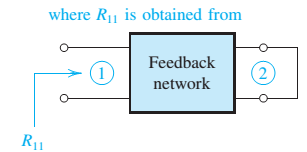 where R₁₁ is obtained from
Feedback
network
1
2
R₁₁